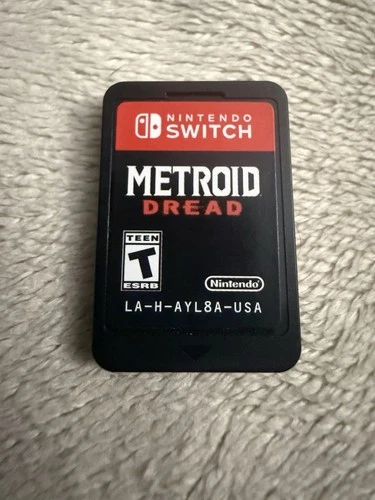 NINTENDO
SWITCH
METROID
DREAD
TEEN
T
ESRB
Nintendo
LA-H-AYL8A-USA